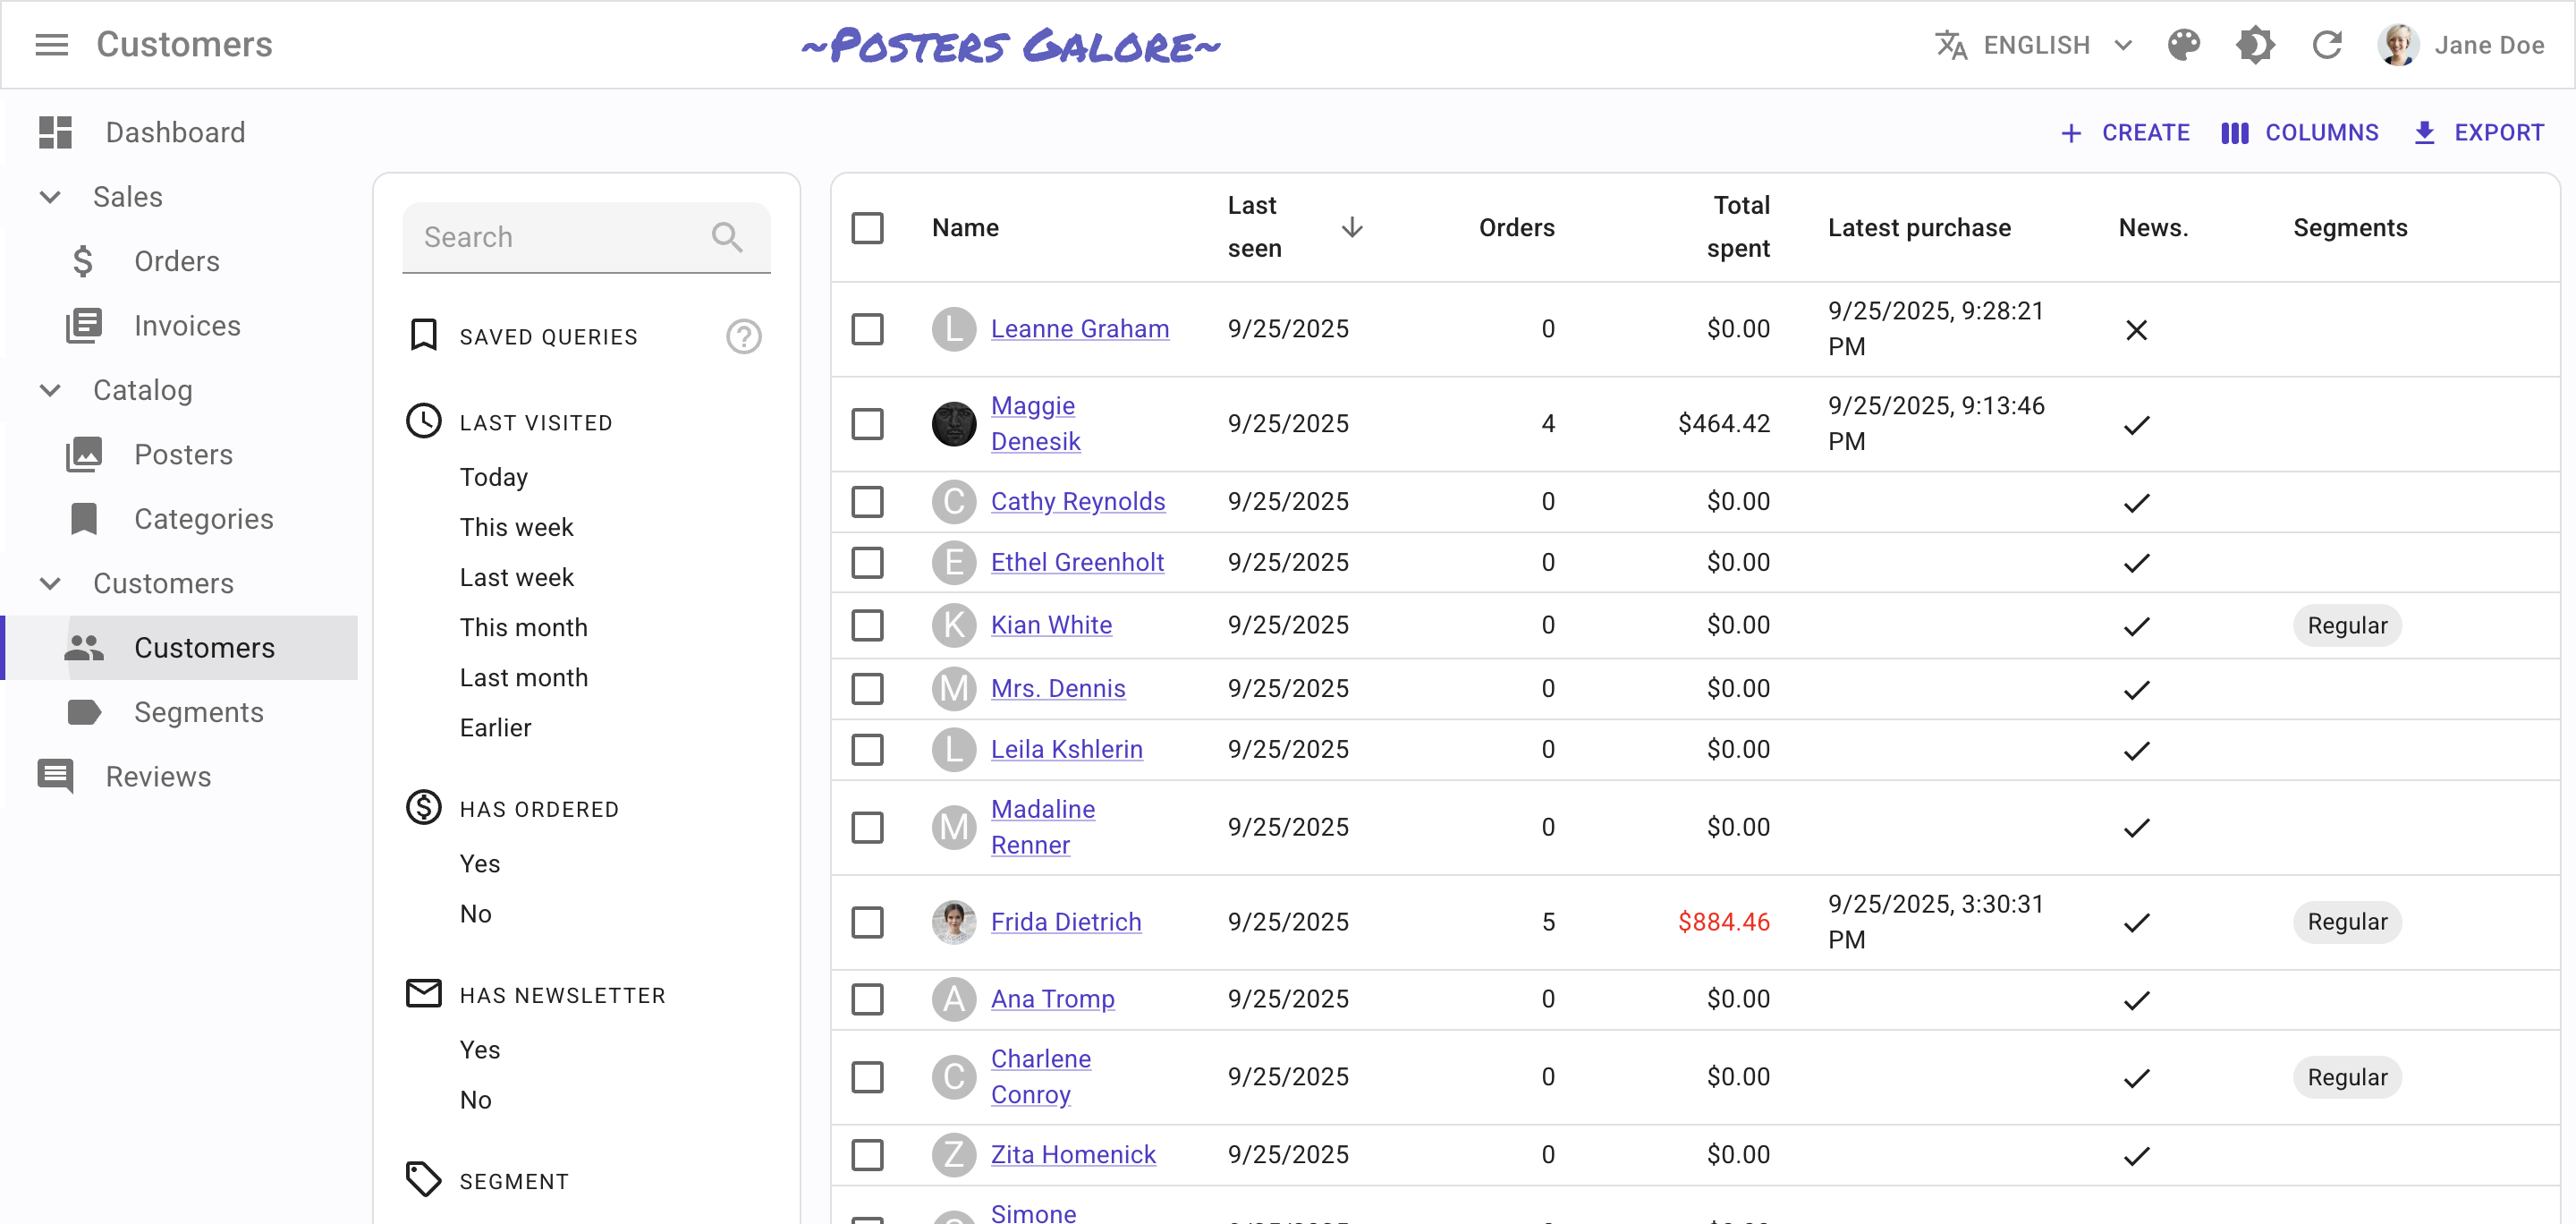 Customers
~Posters Galore~
ENGLISH
Jane Doe
Dashboard
Sales
Orders
Invoices
Catalog
Posters
Categories
Customers
Customers
Segments
Reviews
CREATE
COLUMNS
EXPORT
Search
SAVED QUERIES
?
LAST VISITED
Today
This week
Last week
This month
Last month
Earlier
HAS ORDERED
Yes
No
HAS NEWSLETTER
Yes
No
SEGMENT
Name Last seen Orders Total spent Latest purchase News. Segments
L Leanne Graham 9/25/2025 0 $0.00 9/25/2025, 9:28:21 PM
Maggie Denesik 9/25/2025 4 $464.42 9/25/2025, 9:13:46 PM
C Cathy Reynolds 9/25/2025 0 $0.00
E Ethel Greenholt 9/25/2025 0 $0.00
K Kian White 9/25/2025 0 $0.00 Regular
M Mrs. Dennis 9/25/2025 0 $0.00
L Leila Kshlerin 9/25/2025 0 $0.00
M Madaline Renner 9/25/2025 0 $0.00
Frida Dietrich 9/25/2025 5 $884.46 9/25/2025, 3:30:31 PM Regular
A Ana Tromp 9/25/2025 0 $0.00
C Charlene Conroy 9/25/2025 0 $0.00 Regular
Z Zita Homenick 9/25/2025 0 $0.00
Simone